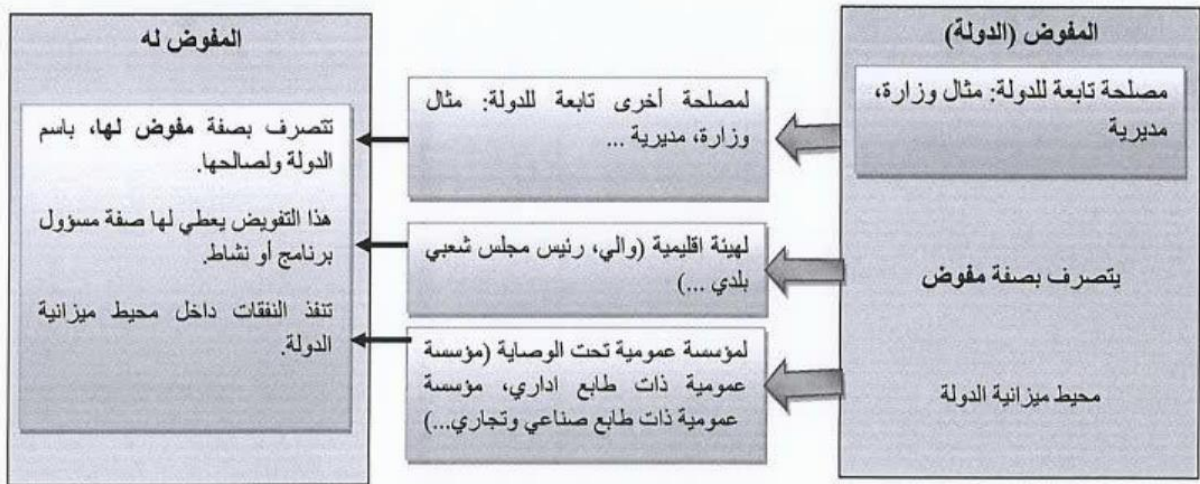 المفوض (الدولة)
مصلحة تابعة للدولة: مثال وزارة،
مديرية
يتصرف بصفة مفوض
محيط ميزانية الدولة
لمصلحة أخرى تابعة للدولة: مثال
وزارة، مديرية ...
لهيئة اقليمية (والي، رئيس مجلس شعبي
بلدي ...)
لمؤسسة عمومية تحت الوصاية (مؤسسة
عمومية ذات طابع اداري، مؤسسة
عمومية ذات طابع صناعي وتجاري...)
المفوض له
تتصرف بصفة مفوض لها، باسم
الدولة ولصالحها.
هذا التفويض يعطي لها صفة مسؤول
برنامج أو نشاط.
تنفذ النفقات داخل محيط ميزانية
الدولة.